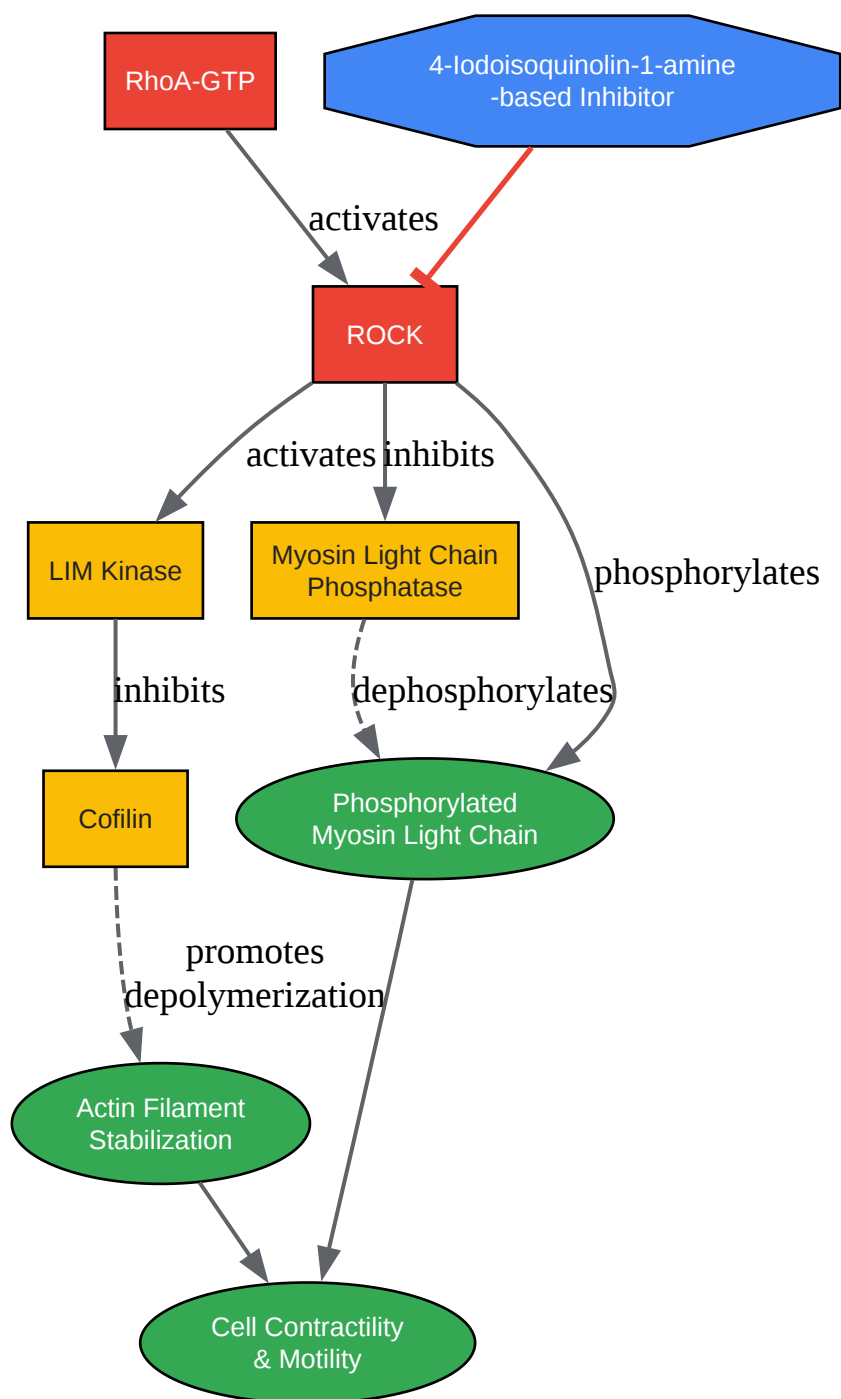 RhoA-GTP
4-Iodoisoquinolin-1-amine
-based Inhibitor
activates
ROCK
activates
inhibits
LIM Kinase
Myosin Light Chain
Phosphatase
phosphorylates
inhibits
dephosphorylates
Cofilin
Phosphorylated
Myosin Light Chain
promotes
depolymerization
Actin Filament
Stabilization
Cell Contractility
& Motility